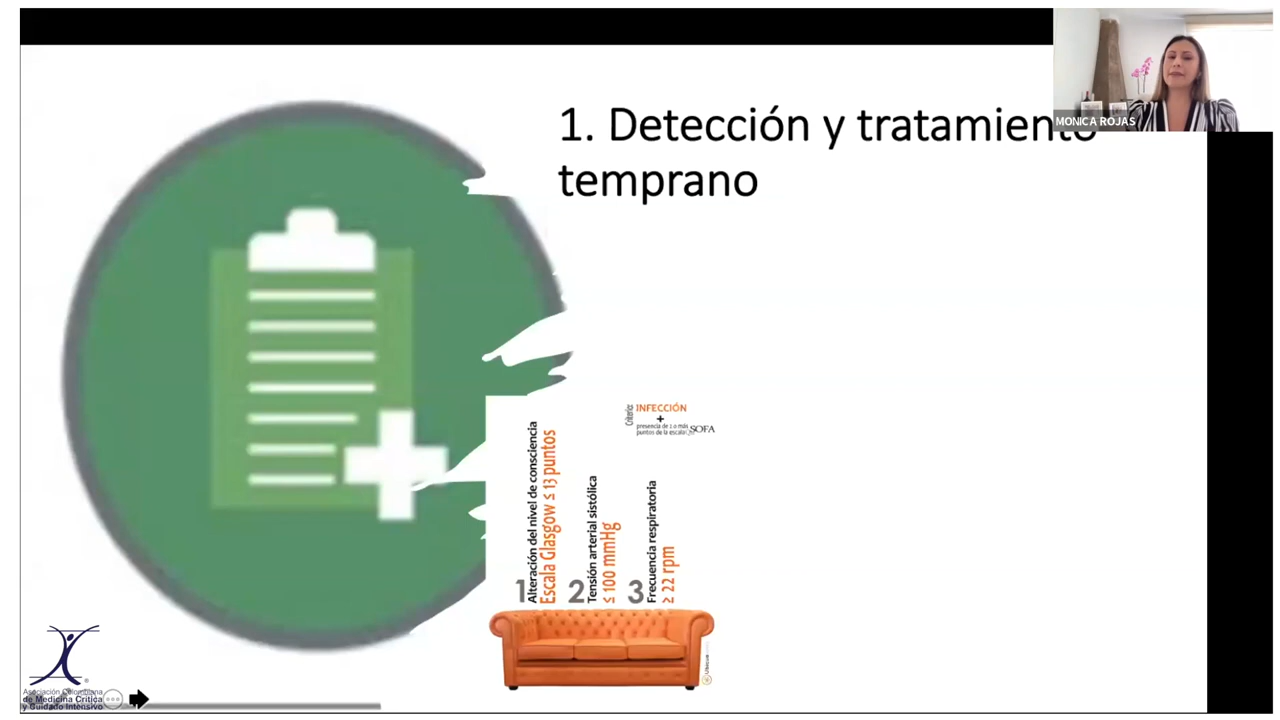 1. Detección y tratamiento
temprano
MONICA ROJAS
Criterio:
INFECCIÓN
+
presencia de 2 o más
puntos de la escala
SOFA
1 Alteración del nivel de consciencia
Escala Glasgow ≤ 13 puntos
2 Tensión arterial sistólica
≤ 100 mmHg
3 Frecuencia respiratoria
≥ 22 rpm
Asociación Colombiana
de Medicina Crítica
y Cuidado Intensivo